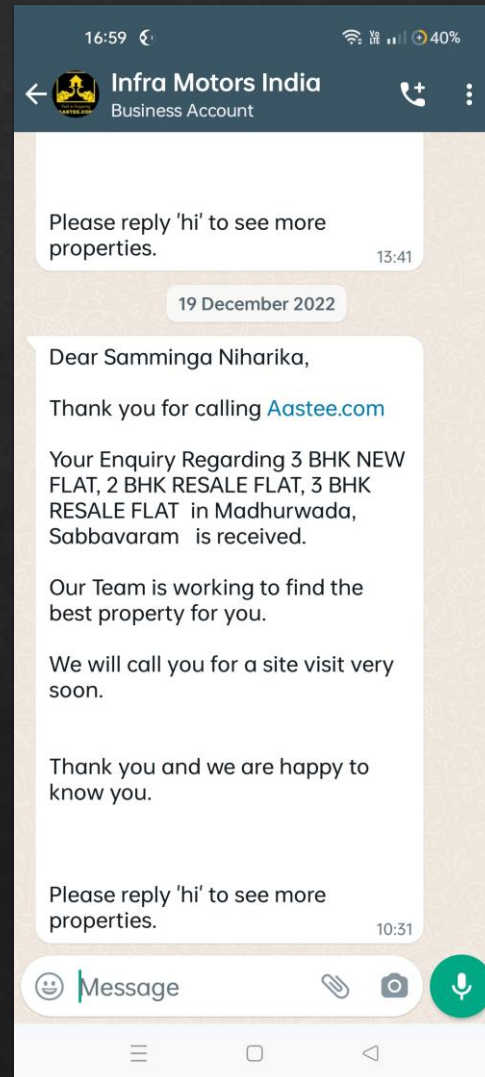 16:59
40%
Infra Motors India
Business Account
Please reply 'hi' to see more
properties.
13:41
19 December 2022
Dear Samminga Niharika,
Thank you for calling Aastee.com
Your Enquiry Regarding 3 BHK NEW
FLAT, 2 BHK RESALE FLAT, 3 BHK
RESALE FLAT in Madhurwada,
Sabbavaram is received.
Our Team is working to find the
best property for you.
We will call you for a site visit very
soon.
Thank you and we are happy to
know you.
Please reply 'hi' to see more
properties.
10:31
Message